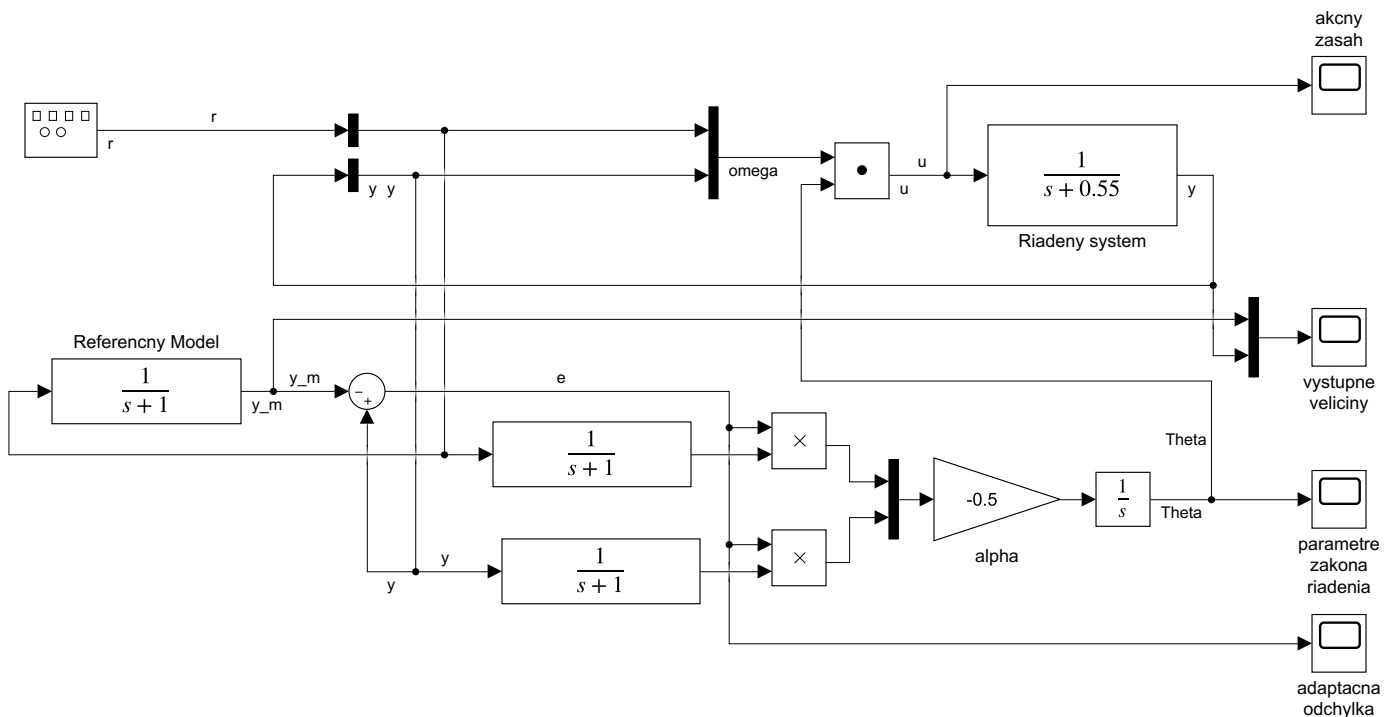 akcny
zasah
r
r
y y
omega
u
u
1
s + 0.55
y
Riadeny system
Referencny Model
1
s + 1
y_m
y_m
−
+
e
vystupne
veliciny
1
s + 1
×
Theta
-0.5
alpha
1
s
Theta
parametre
zakona
riadenia
y
y
1
s + 1
×
adaptacna
odchylka